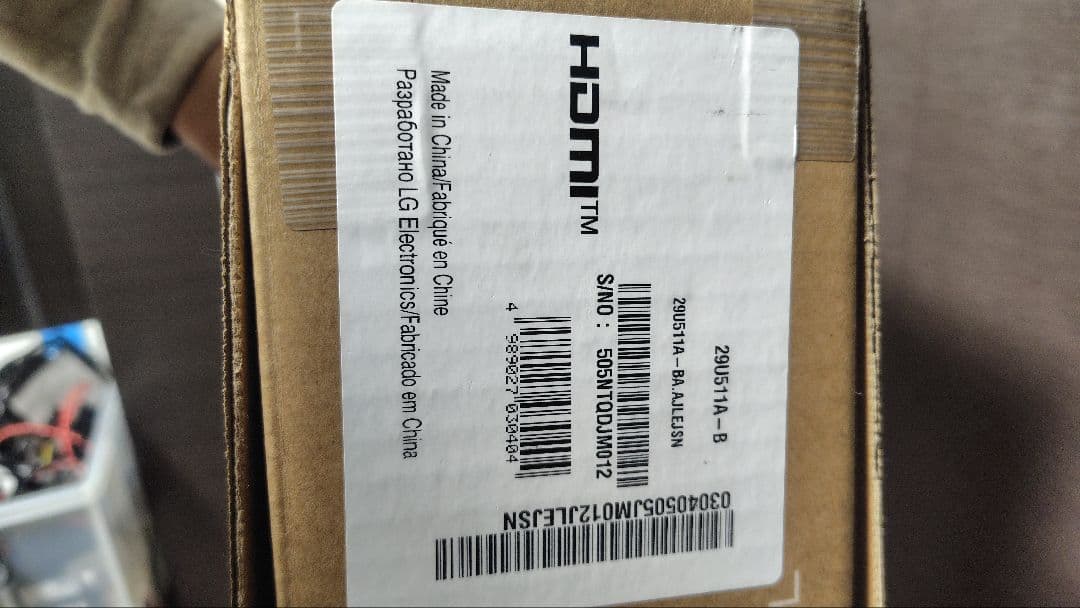 29U511A-B
29U511A-BA.AJLEJSN
S/NO : 505NTQDJM012
4 989027 030404
HDMI™
Made in China/Fabriqué en Chine
Разработано LG Electronics/Fabricado em China
03040505JM012JLEJSN